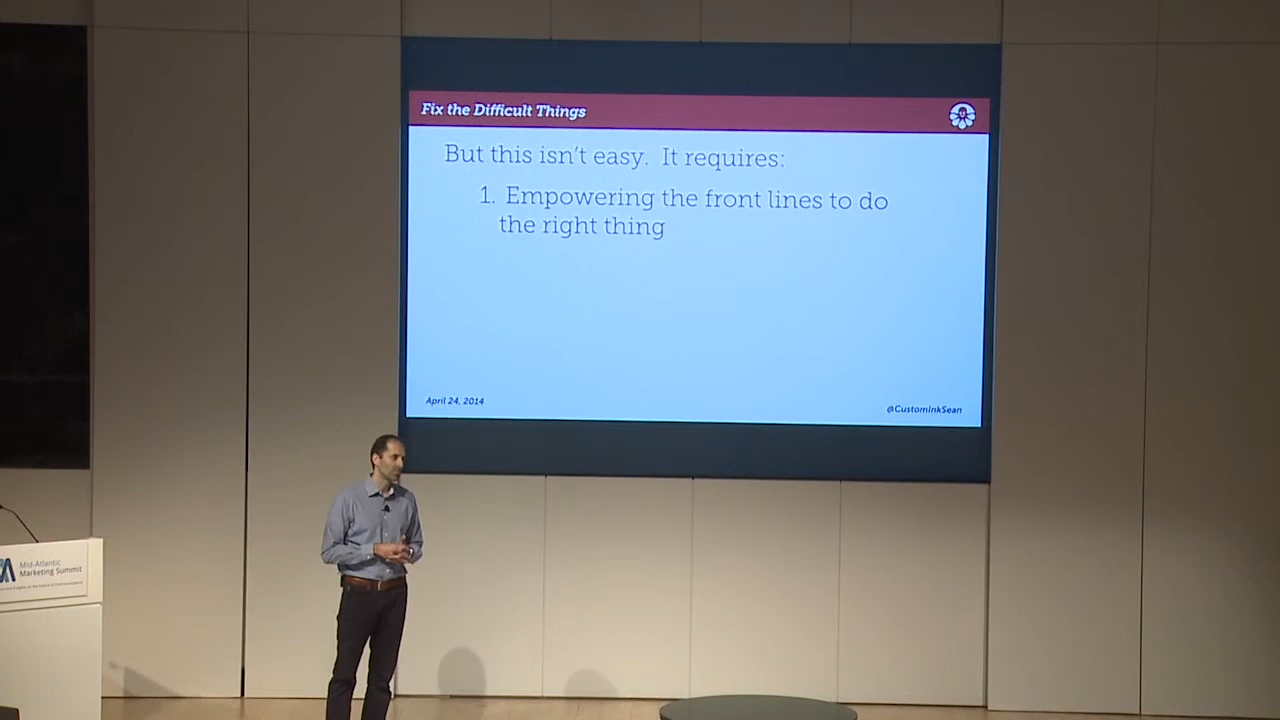 Fix the Difficult Things
But this isn't easy. It requires:
1. Empowering the front lines to do
the right thing
April 24, 2014
@CustomInkSean
Mid-Atlantic
Marketing Summit